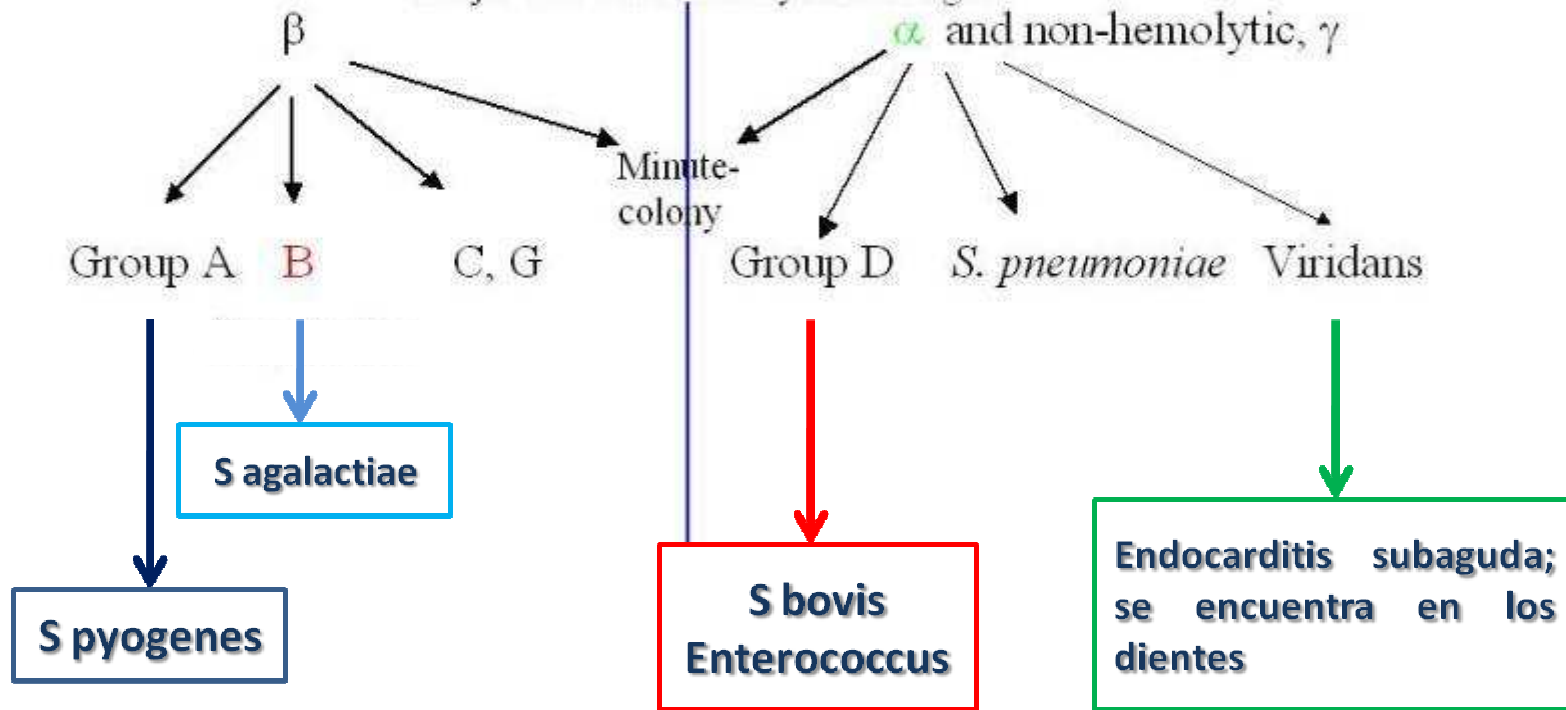 β
α and non-hemolytic, γ
Minute-
colony
Group A B C, G
Group D S. pneumoniae Viridans
S agalactiae
S pyogenes
S bovis
Enterococcus
Endocarditis subaguda;
se encuentra en los
dientes